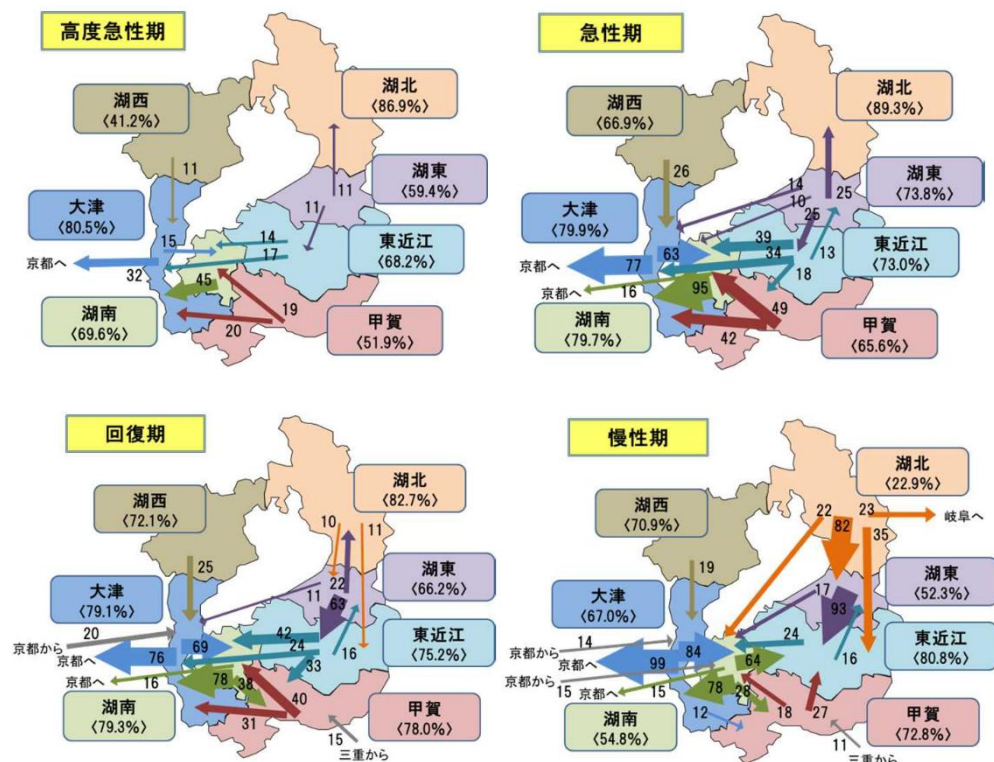 高度急性期
湖西
〈41.2%〉
湖北
〈86.9%〉
湖東
〈59.4%〉
大津
〈80.5%〉
東近江
〈68.2%〉
湖南
〈69.6%〉
甲賀
〈51.9%〉
京都へ
11
11
11
15
14
17
32
45
19
20
急性期
湖西
〈66.9%〉
湖北
〈89.3%〉
湖東
〈73.8%〉
大津
〈79.9%〉
東近江
〈73.0%〉
湖南
〈79.7%〉
甲賀
〈65.6%〉
京都へ
京都へ
26
14
10
25
25
39
34
13
18
63
77
16
95
49
42
回復期
湖西
〈72.1%〉
湖北
〈82.7%〉
湖東
〈66.2%〉
大津
〈79.1%〉
東近江
〈75.2%〉
湖南
〈79.3%〉
甲賀
〈78.0%〉
京都から
京都へ
京都へ
三重から
10
11
25
22
11
63
20
69
42
24
16
33
76
16
78
38
40
31
15
慢性期
湖西
〈70.9%〉
湖北
〈22.9%〉
湖東
〈52.3%〉
大津
〈67.0%〉
東近江
〈80.8%〉
湖南
〈54.8%〉
甲賀
〈72.8%〉
岐阜へ
京都から
京都へ
京都から
京都へ
三重から
22
82
23
35
19
17
93
14
84
24
99
64
16
15
15
78
28
12
18
27
11